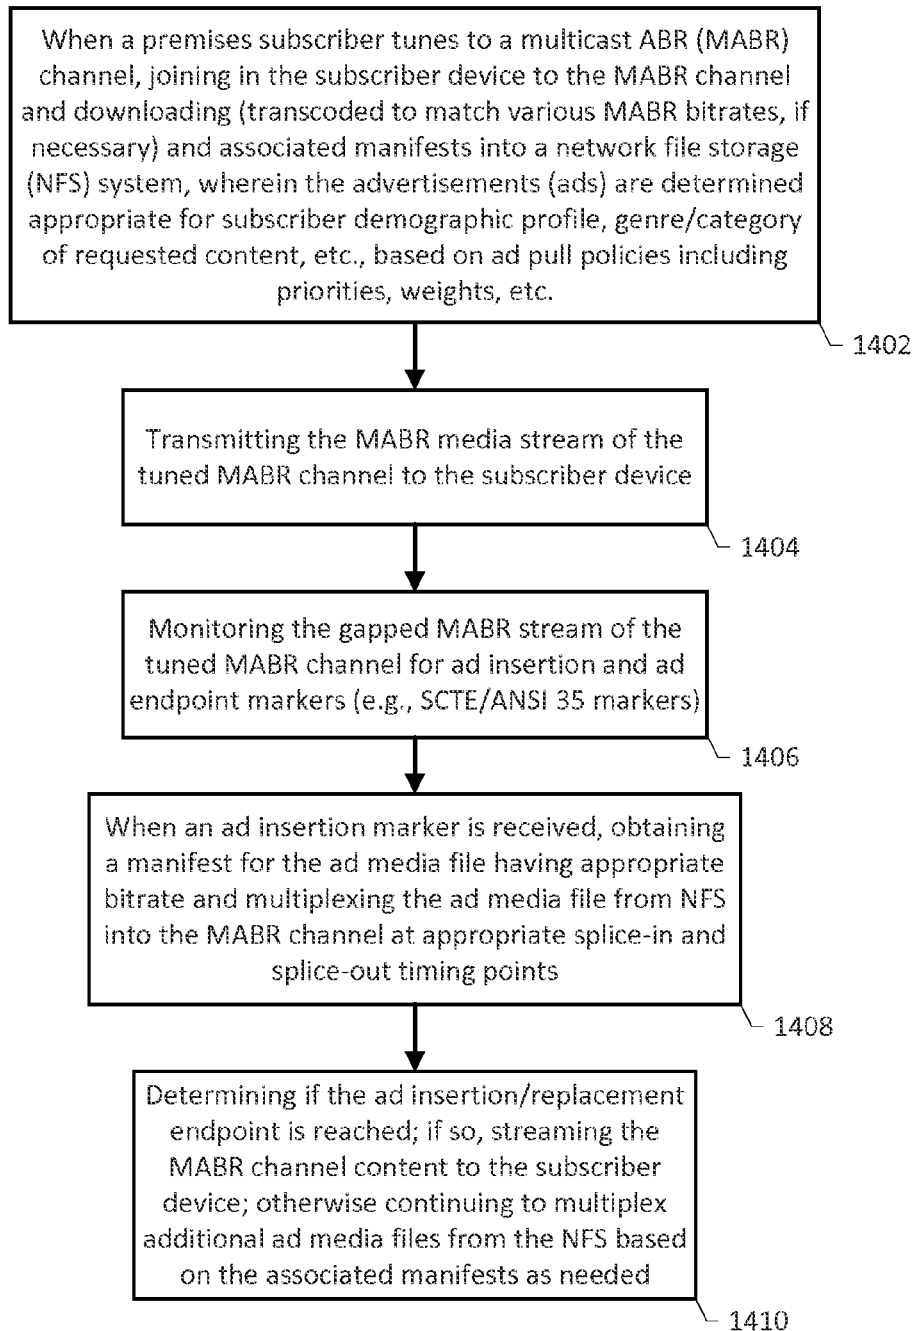 When a premises subscriber tunes to a multicast ABR (MABR)
channel, joining in the subscriber device to the MABR channel
and downloading (transcoded to match various MABR bitrates, if
necessary) and associated manifests into a network file storage
(NFS) system, wherein the advertisements (ads) are determined
appropriate for subscriber demographic profile, genre/category
of requested content, etc., based on ad pull policies including
priorities, weights, etc.
1402
Transmitting the MABR media stream of the
tuned MABR channel to the subscriber device
1404
Monitoring the gapped MABR stream of the
tuned MABR channel for ad insertion and ad
endpoint markers (e.g., SCTE/ANSI 35 markers)
1406
When an ad insertion marker is received, obtaining
a manifest for the ad media file having appropriate
bitrate and multiplexing the ad media file from NFS
into the MABR channel at appropriate splice-in and
splice-out timing points
1408
Determining if the ad insertion/replacement
endpoint is reached; if so, streaming the
MABR channel content to the subscriber
device; otherwise continuing to multiplex
additional ad media files from the NFS based
on the associated manifests as needed
1410